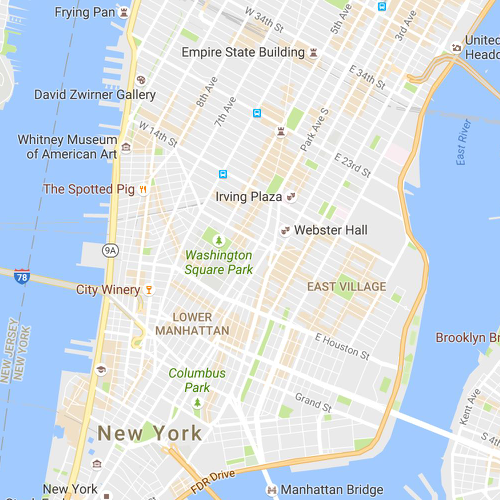 Frying Pan
W 34th St
5th Ave
3rd Ave
United
Headq
Empire State Building
E 34th St
David Zwirner Gallery
8th Ave
7th Ave
Park Ave S
East River
W 14th St
Whitney Museum
of American Art
E 23rd St
The Spotted Pig
Irving Plaza
Webster Hall
9A
Washington
Square Park
78
City Winery
EAST VILLAGE
LOWER
MANHATTAN
NEW JERSEY
NEW YORK
E Houston St
Brooklyn Br
Columbus
Park
Kent Ave
Grand St
New York
S 4th
FDR Drive
New York
Manhattan Bridge